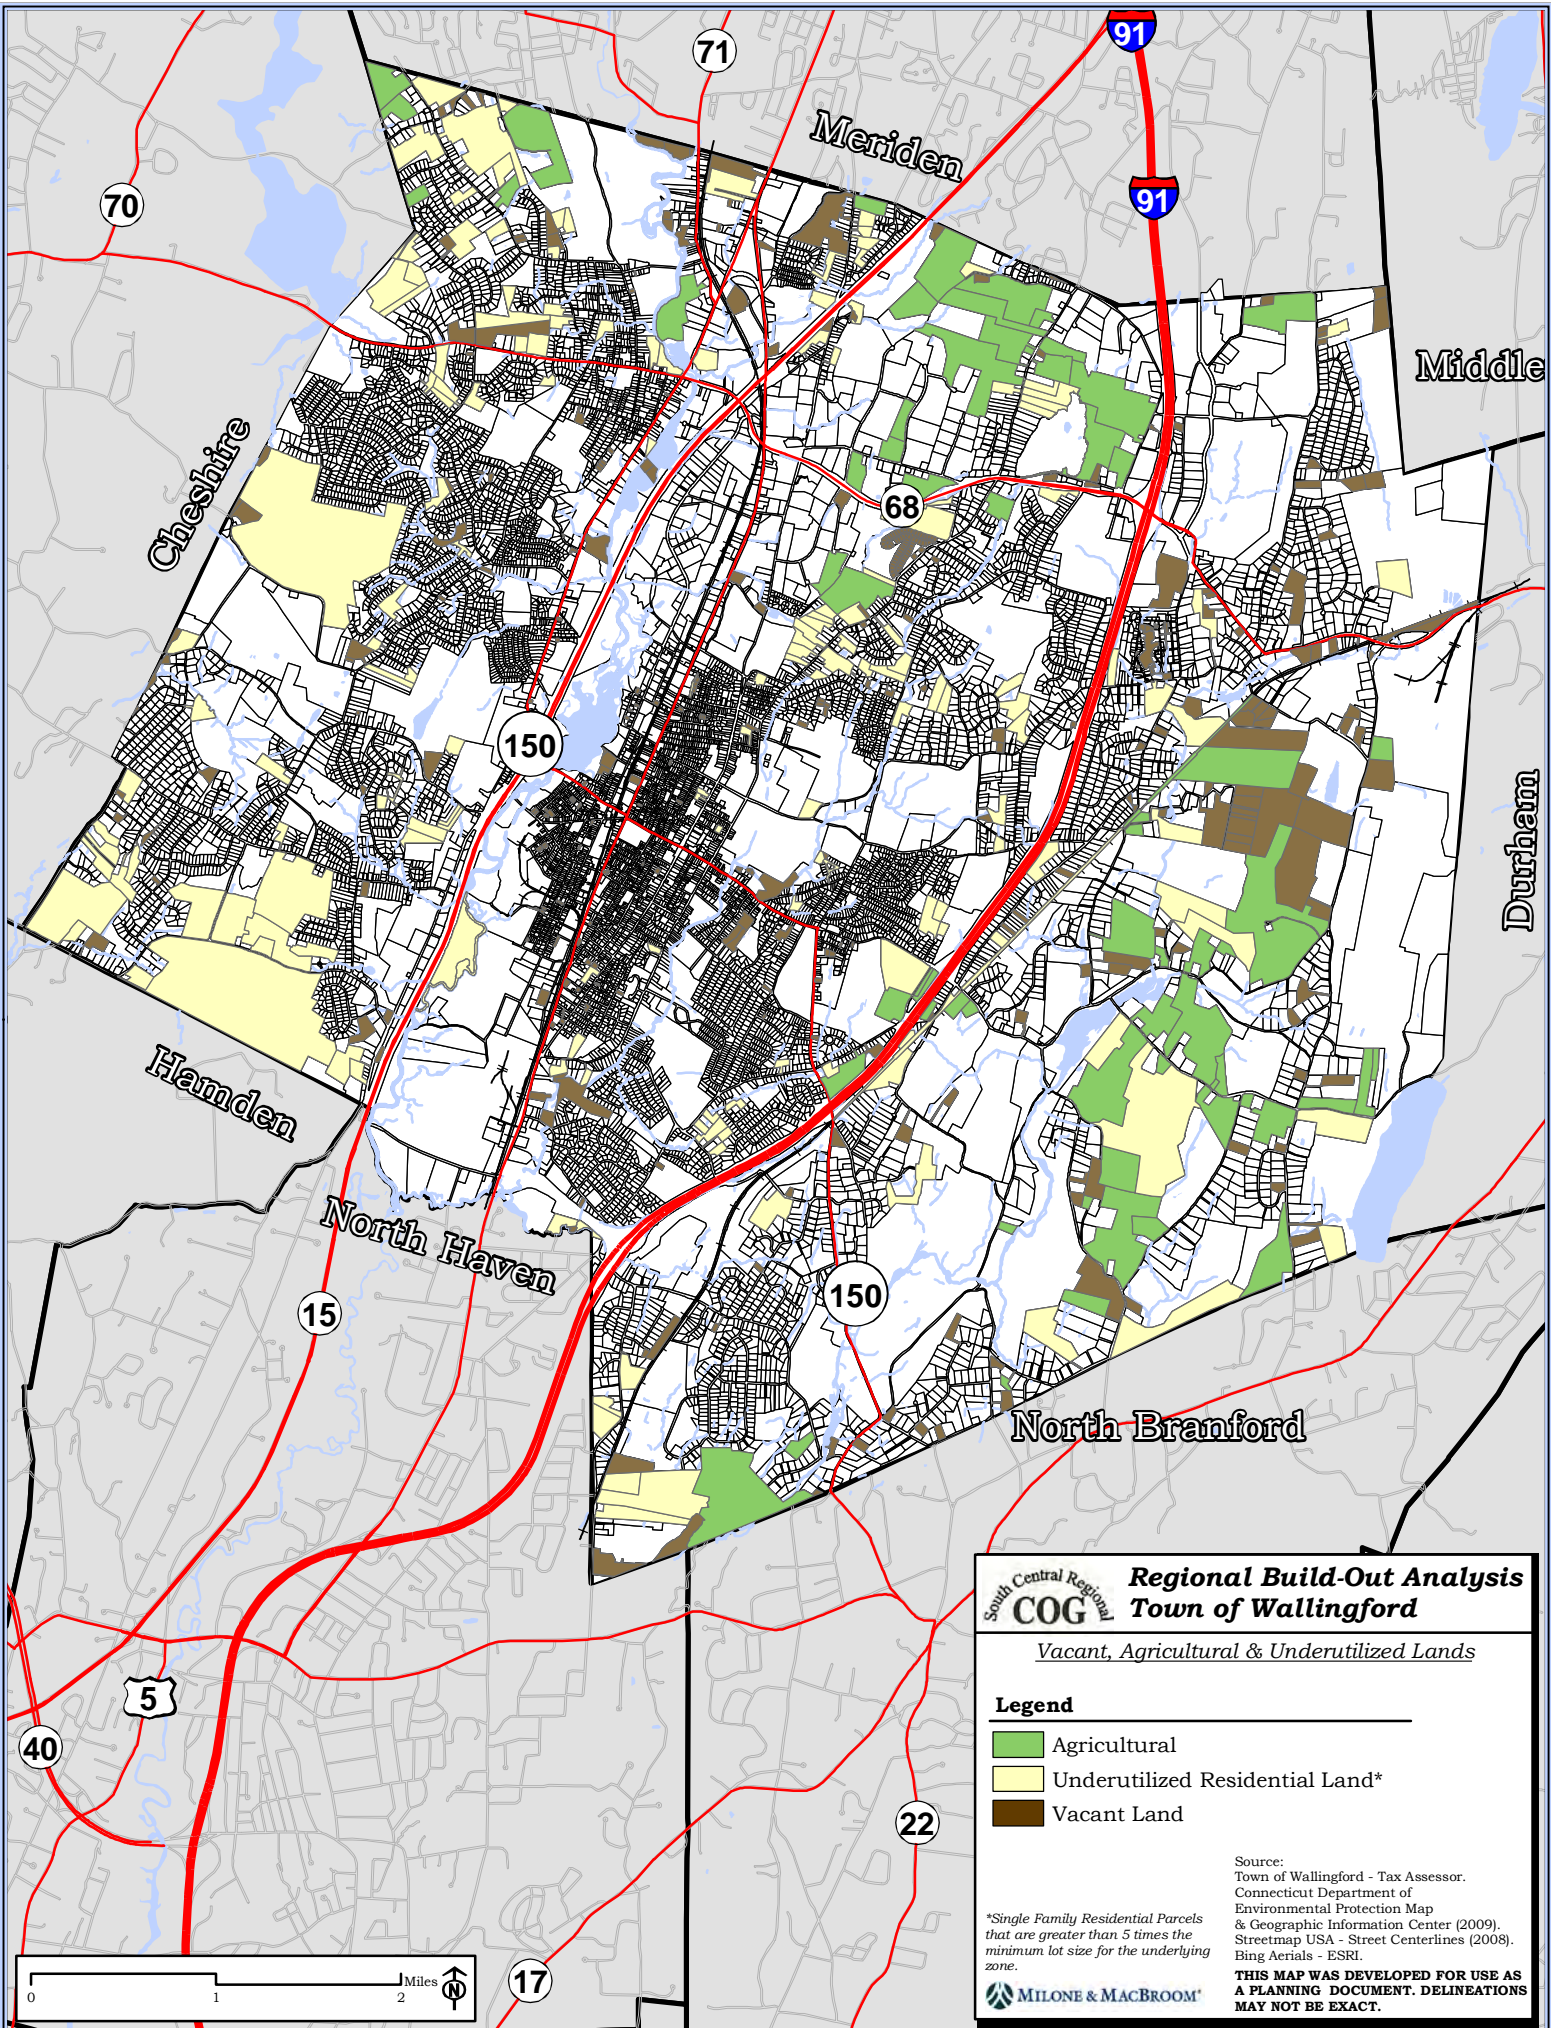 91
71
Meriden
91
70
Middle
Cheshire
68
150
Durham
Hamden
North Haven
150
15
North Branford
South Central Regional
COG
Regional Build-Out Analysis
Town of Wallingford
Vacant, Agricultural & Underutilized Lands
Legend
Agricultural
Underutilized Residential Land*
Vacant Land
5
40
22
17
Source:
Town of Wallingford - Tax Assessor.
Connecticut Department of
Environmental Protection Map
& Geographic Information Center (2009).
Streetmap USA - Street Centerlines (2008).
Bing Aerials - ESRI.
*Single Family Residential Parcels
that are greater than 5 times the
minimum lot size for the underlying
zone.
MILONE & MACBROOM®
THIS MAP WAS DEVELOPED FOR USE AS
A PLANNING DOCUMENT. DELINEATIONS
MAY NOT BE EXACT.
Miles
N
0 1 2